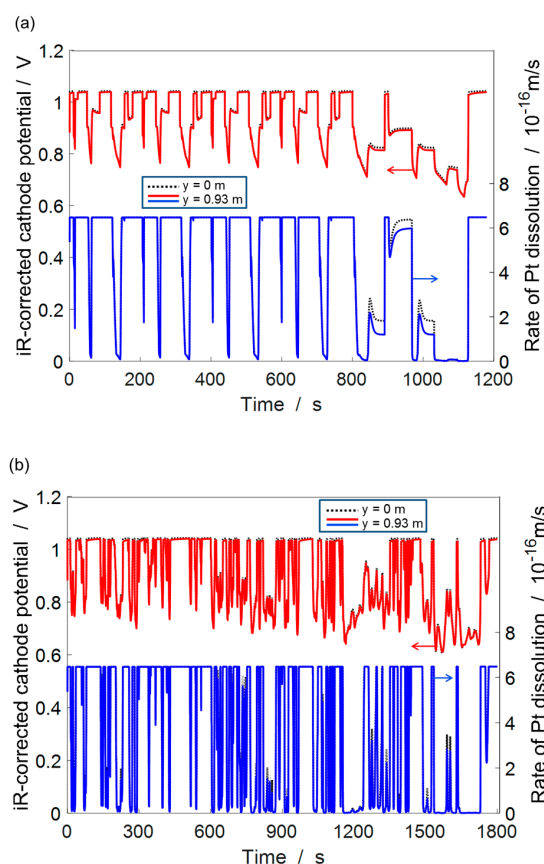 (a)
iR-corrected cathode potential / V
1.2
1
0.8
0.6
0.4
0.2
0
8
6
4
2
0
Rate of Pt dissolution / 10-16m/s
y = 0 m
y = 0.93 m
0 200 400 600 800 1000 1200
Time / s
(b)
iR-corrected cathode potential / V
1.2
1
0.8
0.6
0.4
0.2
0
8
6
4
2
0
Rate of Pt dissolution / 10-16m/s
y = 0 m
y = 0.93 m
0 300 600 900 1200 1500 1800
Time / s